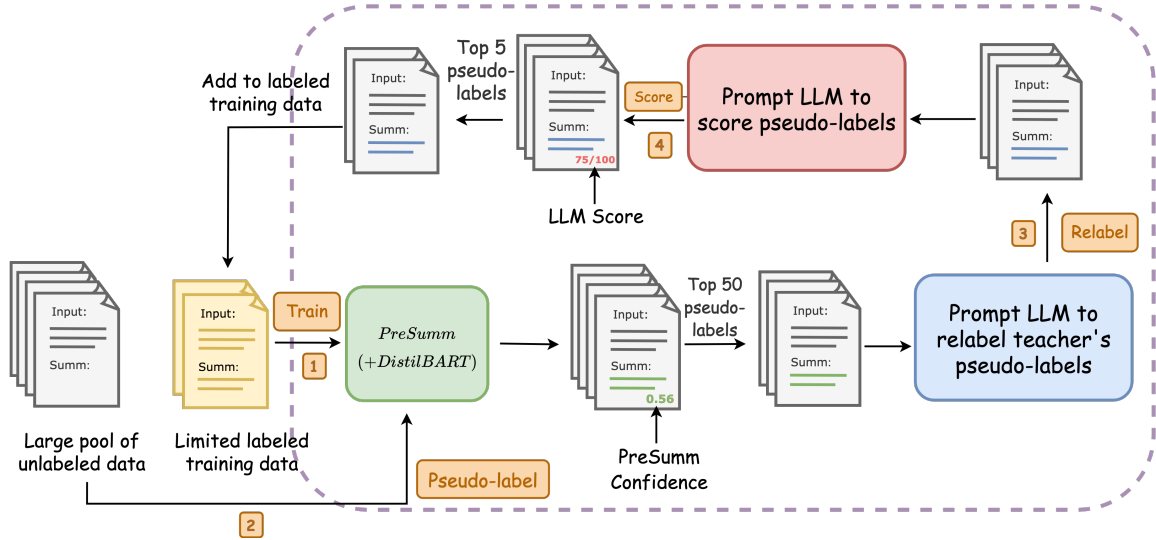 Add to labeled
training data
Input:
Summ:
Top 5
pseudo-
labels
Input:
Summ:
75/100
LLM Score
Score
4
Prompt LLM to
score pseudo-labels
Input:
Summ:
3
Relabel
Input:
Summ:
Large pool of
unlabeled data
Input:
Summ:
Limited labeled
training data
Train
1
PreSumm
(+DistilBART)
Input:
Summ:
0.56
PreSumm
Confidence
Top 50
pseudo-
labels
Input:
Summ:
Prompt LLM to
relabel teacher's
pseudo-labels
Pseudo-label
2